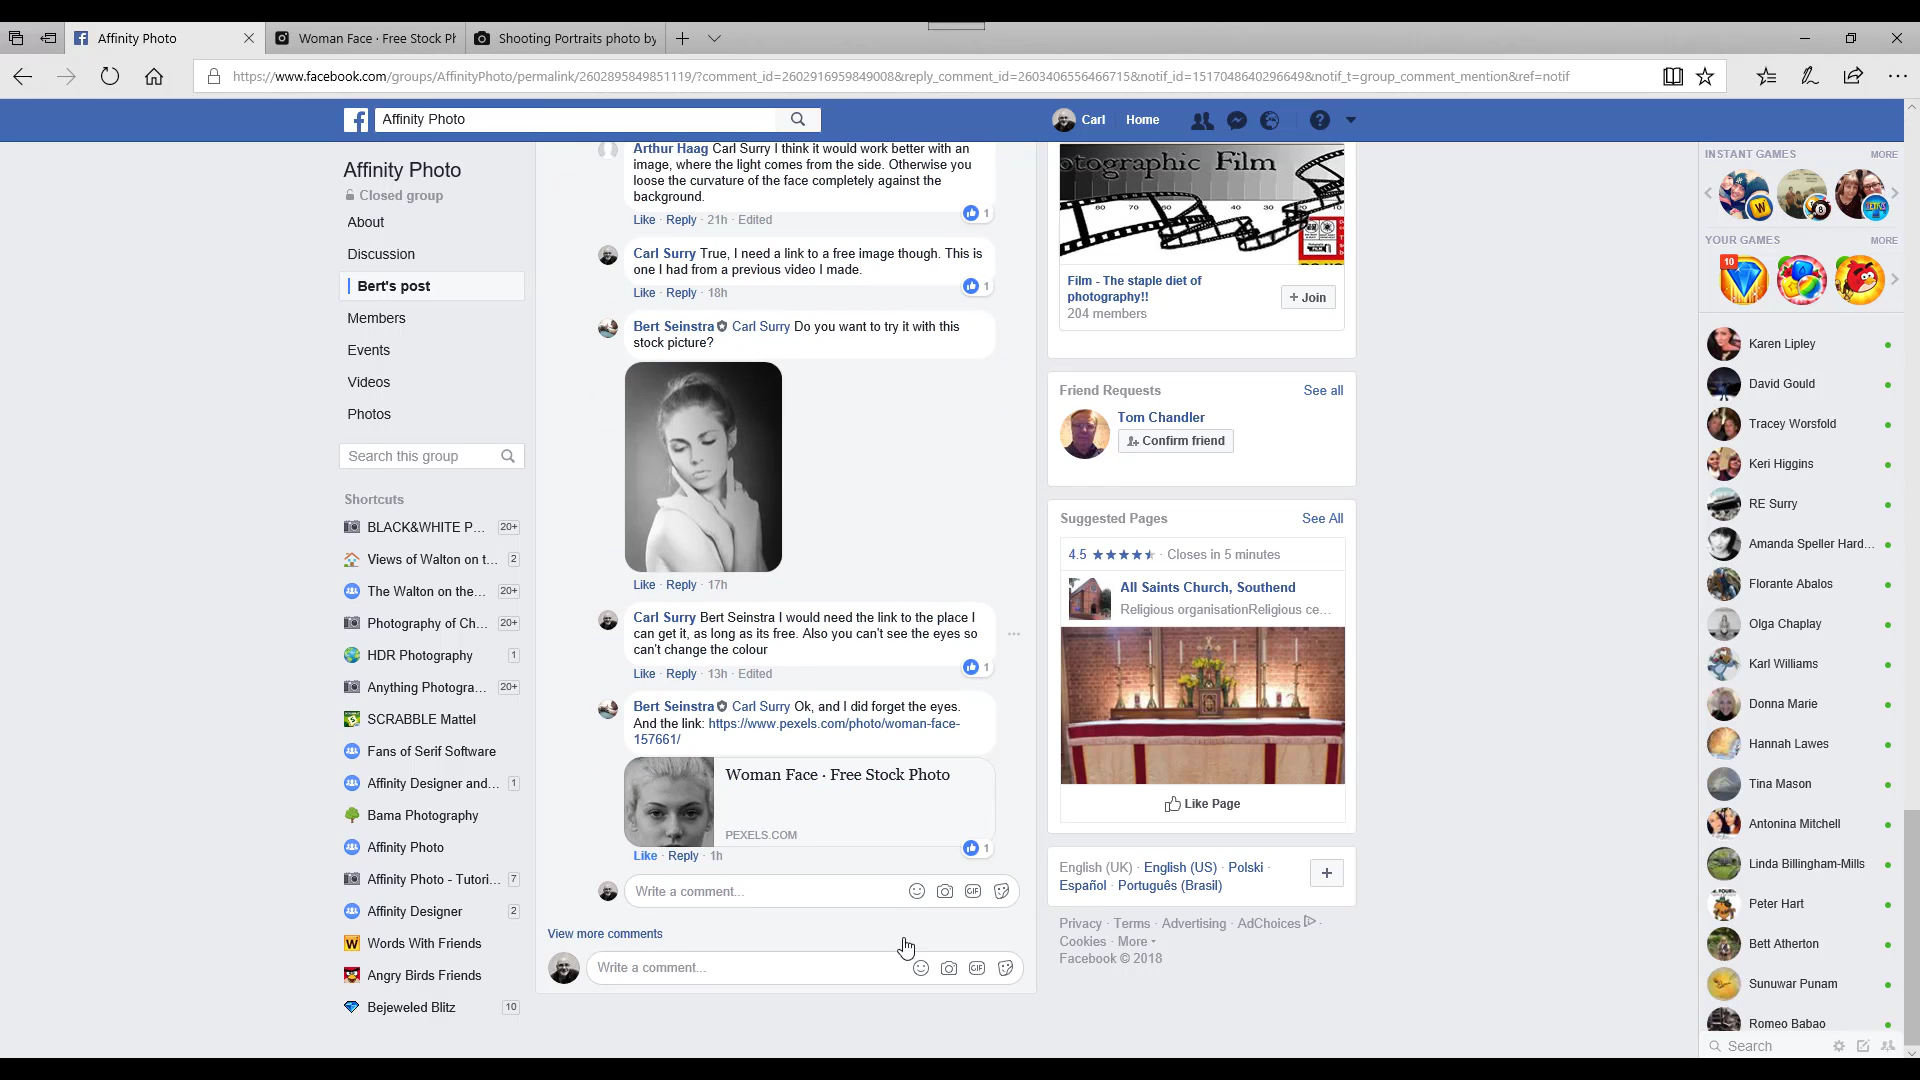 Affinity Photo
Woman Face · Free Stock Ph
Shooting Portraits photo by
https://www.facebook.com/groups/AffinityPhoto/permalink/2602895849851119/?comment_id=2602916959849008&reply_comment_id=2603406556466715&notif_id=1517048640296649&notif_t=group_comment_mention&ref=notif
Affinity Photo
Carl
Home
Affinity Photo
Closed group
About
Discussion
Bert's post
Members
Events
Videos
Photos
Search this group
Shortcuts
BLACK&WHITE P... 20+
Views of Walton on t... 2
The Walton on the... 20+
Photography of Ch... 20+
HDR Photography 1
Anything Photogra... 20+
SCRABBLE Mattel
Fans of Serif Software
Affinity Designer and... 1
Bama Photography
Affinity Photo
Affinity Photo - Tutori... 7
Affinity Designer 2
Words With Friends
Angry Birds Friends
Bejeweled Blitz 10
Arthur Haag Carl Surry I think it would work better with an
image, where the light comes from the side. Otherwise you
loose the curvature of the face completely against the
background.
Like · Reply · 21h · Edited 1
Carl Surry True, I need a link to a free image though. This is
one I had from a previous video I made.
Like · Reply · 18h 1
Bert Seinstra Carl Surry Do you want to try it with this
stock picture?
Like · Reply · 17h
Carl Surry Bert Seinstra I would need the link to the place I
can get it, as long as its free. Also you can't see the eyes so
can't change the colour
Like · Reply · 13h · Edited 1
Bert Seinstra Carl Surry Ok, and I did forget the eyes.
And the link: https://www.pexels.com/photo/woman-face-
157661/
Woman Face · Free Stock Photo
PEXELS.COM
Like · Reply · 1h 1
Write a comment...
GIF
View more comments
Write a comment...
GIF
otographic Film
80 70 40 30 20
Film - The staple diet of
photography!!
204 members
+ Join
Friend Requests See all
Tom Chandler
Confirm friend
Suggested Pages See All
4.5 ★★★★ · Closes in 5 minutes
All Saints Church, Southend
Religious organisationReligious ce...
Like Page
English (UK) · English (US) · Polski ·
Español · Português (Brasil)
+
Privacy · Terms · Advertising · AdChoices ·
Cookies · More
Facebook © 2018
INSTANT GAMES MORE
W
8
YOUR GAMES MORE
10
Karen Lipley
David Gould
Tracey Worsfold
Keri Higgins
RE Surry
Amanda Speller Hard...
Florante Abalos
Olga Chaplay
Karl Williams
Donna Marie
Hannah Lawes
Tina Mason
Antonina Mitchell
Linda Billingham-Mills
Peter Hart
Bett Atherton
Sunuwar Punam
Romeo Babao
Search